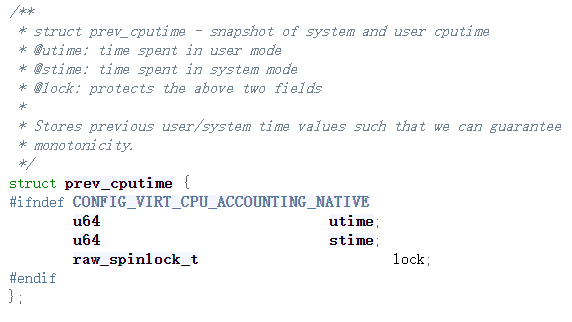 /**
 * struct prev_cputime - snapshot of system and user cputime
 * @utime: time spent in user mode
 * @stime: time spent in system mode
 * @lock: protects the above two fields
 *
 * Stores previous user/system time values such that we can guarantee
 * monotonicity.
 */
struct prev_cputime {
#ifndef CONFIG_VIRT_CPU_ACCOUNTING_NATIVE
        u64                             utime;
        u64                             stime;
        raw_spinlock_t                          lock;
#endif
};